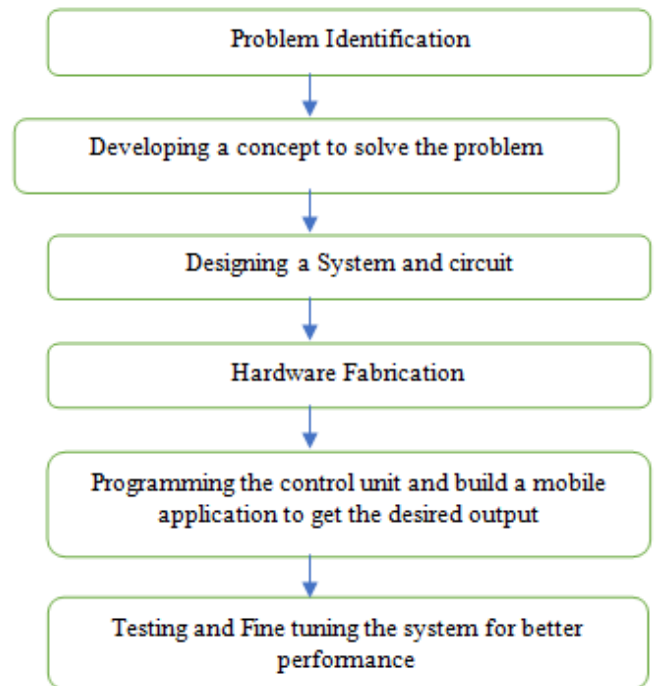 Problem Identification
Developing a concept to solve the problem
Designing a System and circuit
Hardware Fabrication
Programming the control unit and build a mobile
application to get the desired output
Testing and Fine tuning the system for better
performance